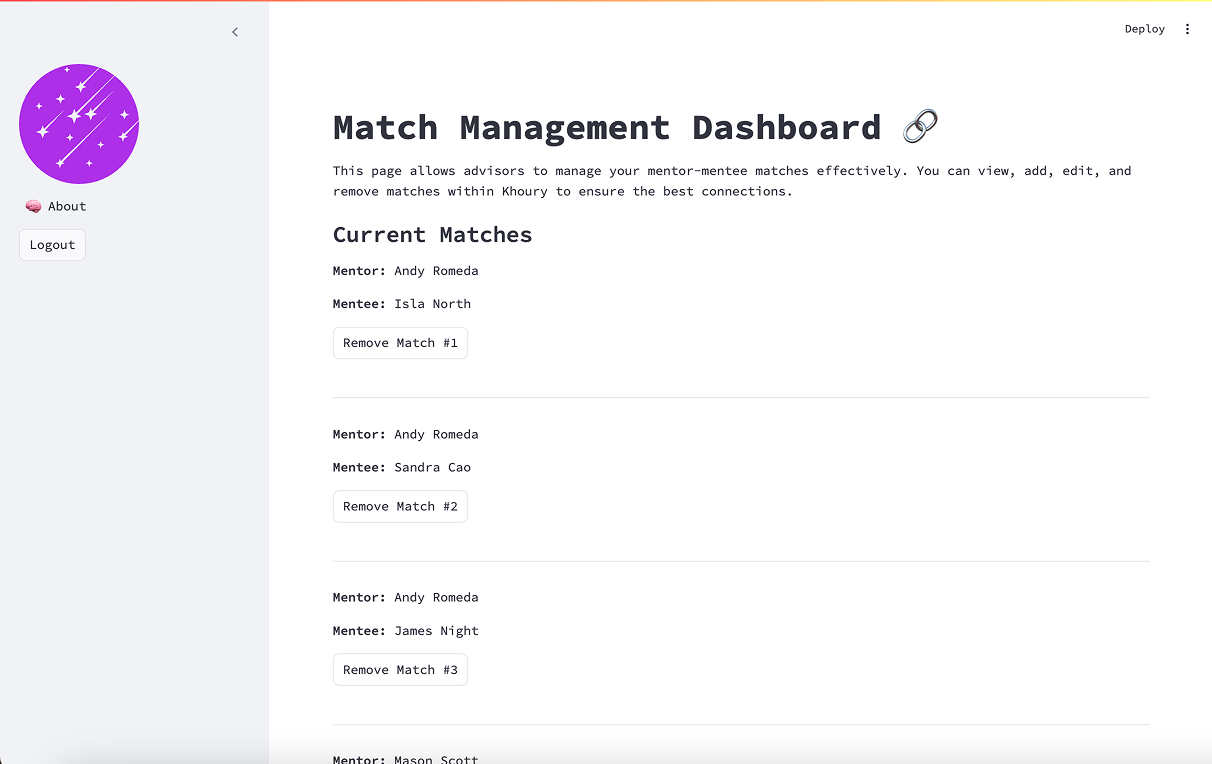 Deploy
About
Logout
Match Management Dashboard
This page allows advisors to manage your mentor-mentee matches effectively. You can view, add, edit, and
remove matches within Khoury to ensure the best connections.
Current Matches
Mentor: Andy Romeda
Mentee: Isla North
Remove Match #1
Mentor: Andy Romeda
Mentee: Sandra Cao
Remove Match #2
Mentor: Andy Romeda
Mentee: James Night
Remove Match #3
Mentor: Mason Scott